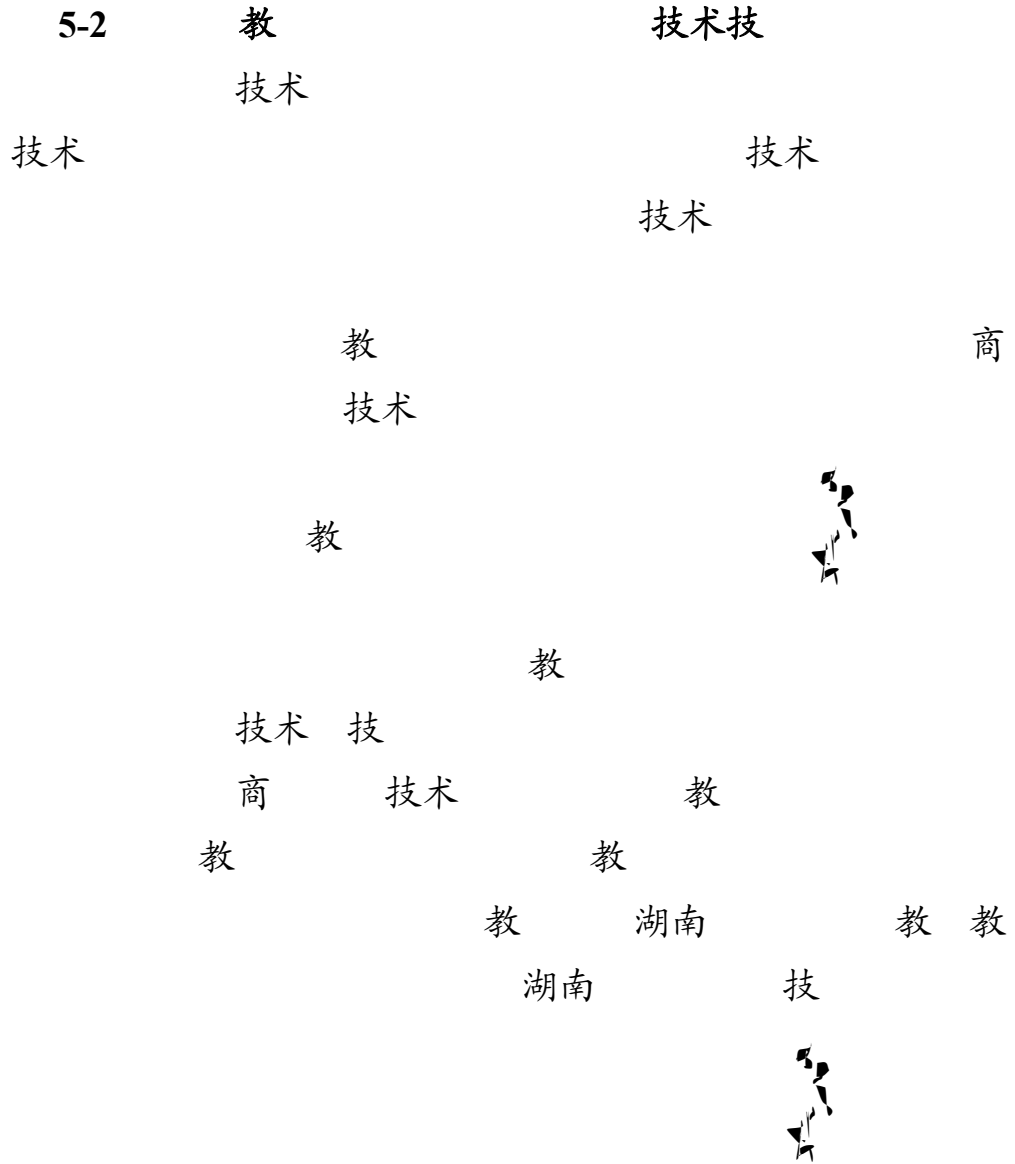 5-2 教 技术技
技术
技术 技术
技术
教 商
技术
教
教
技术 技
商 技术 教
教 教
教 湖南 教 教
湖南 技